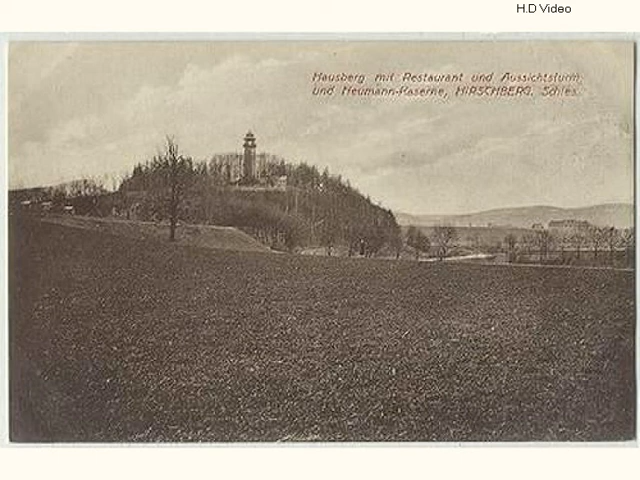 H.D Video
Hausberg mit Restaurant und Aussichtsturm
und Neumann-Kaserne, HIRSCHBERG. Schles.